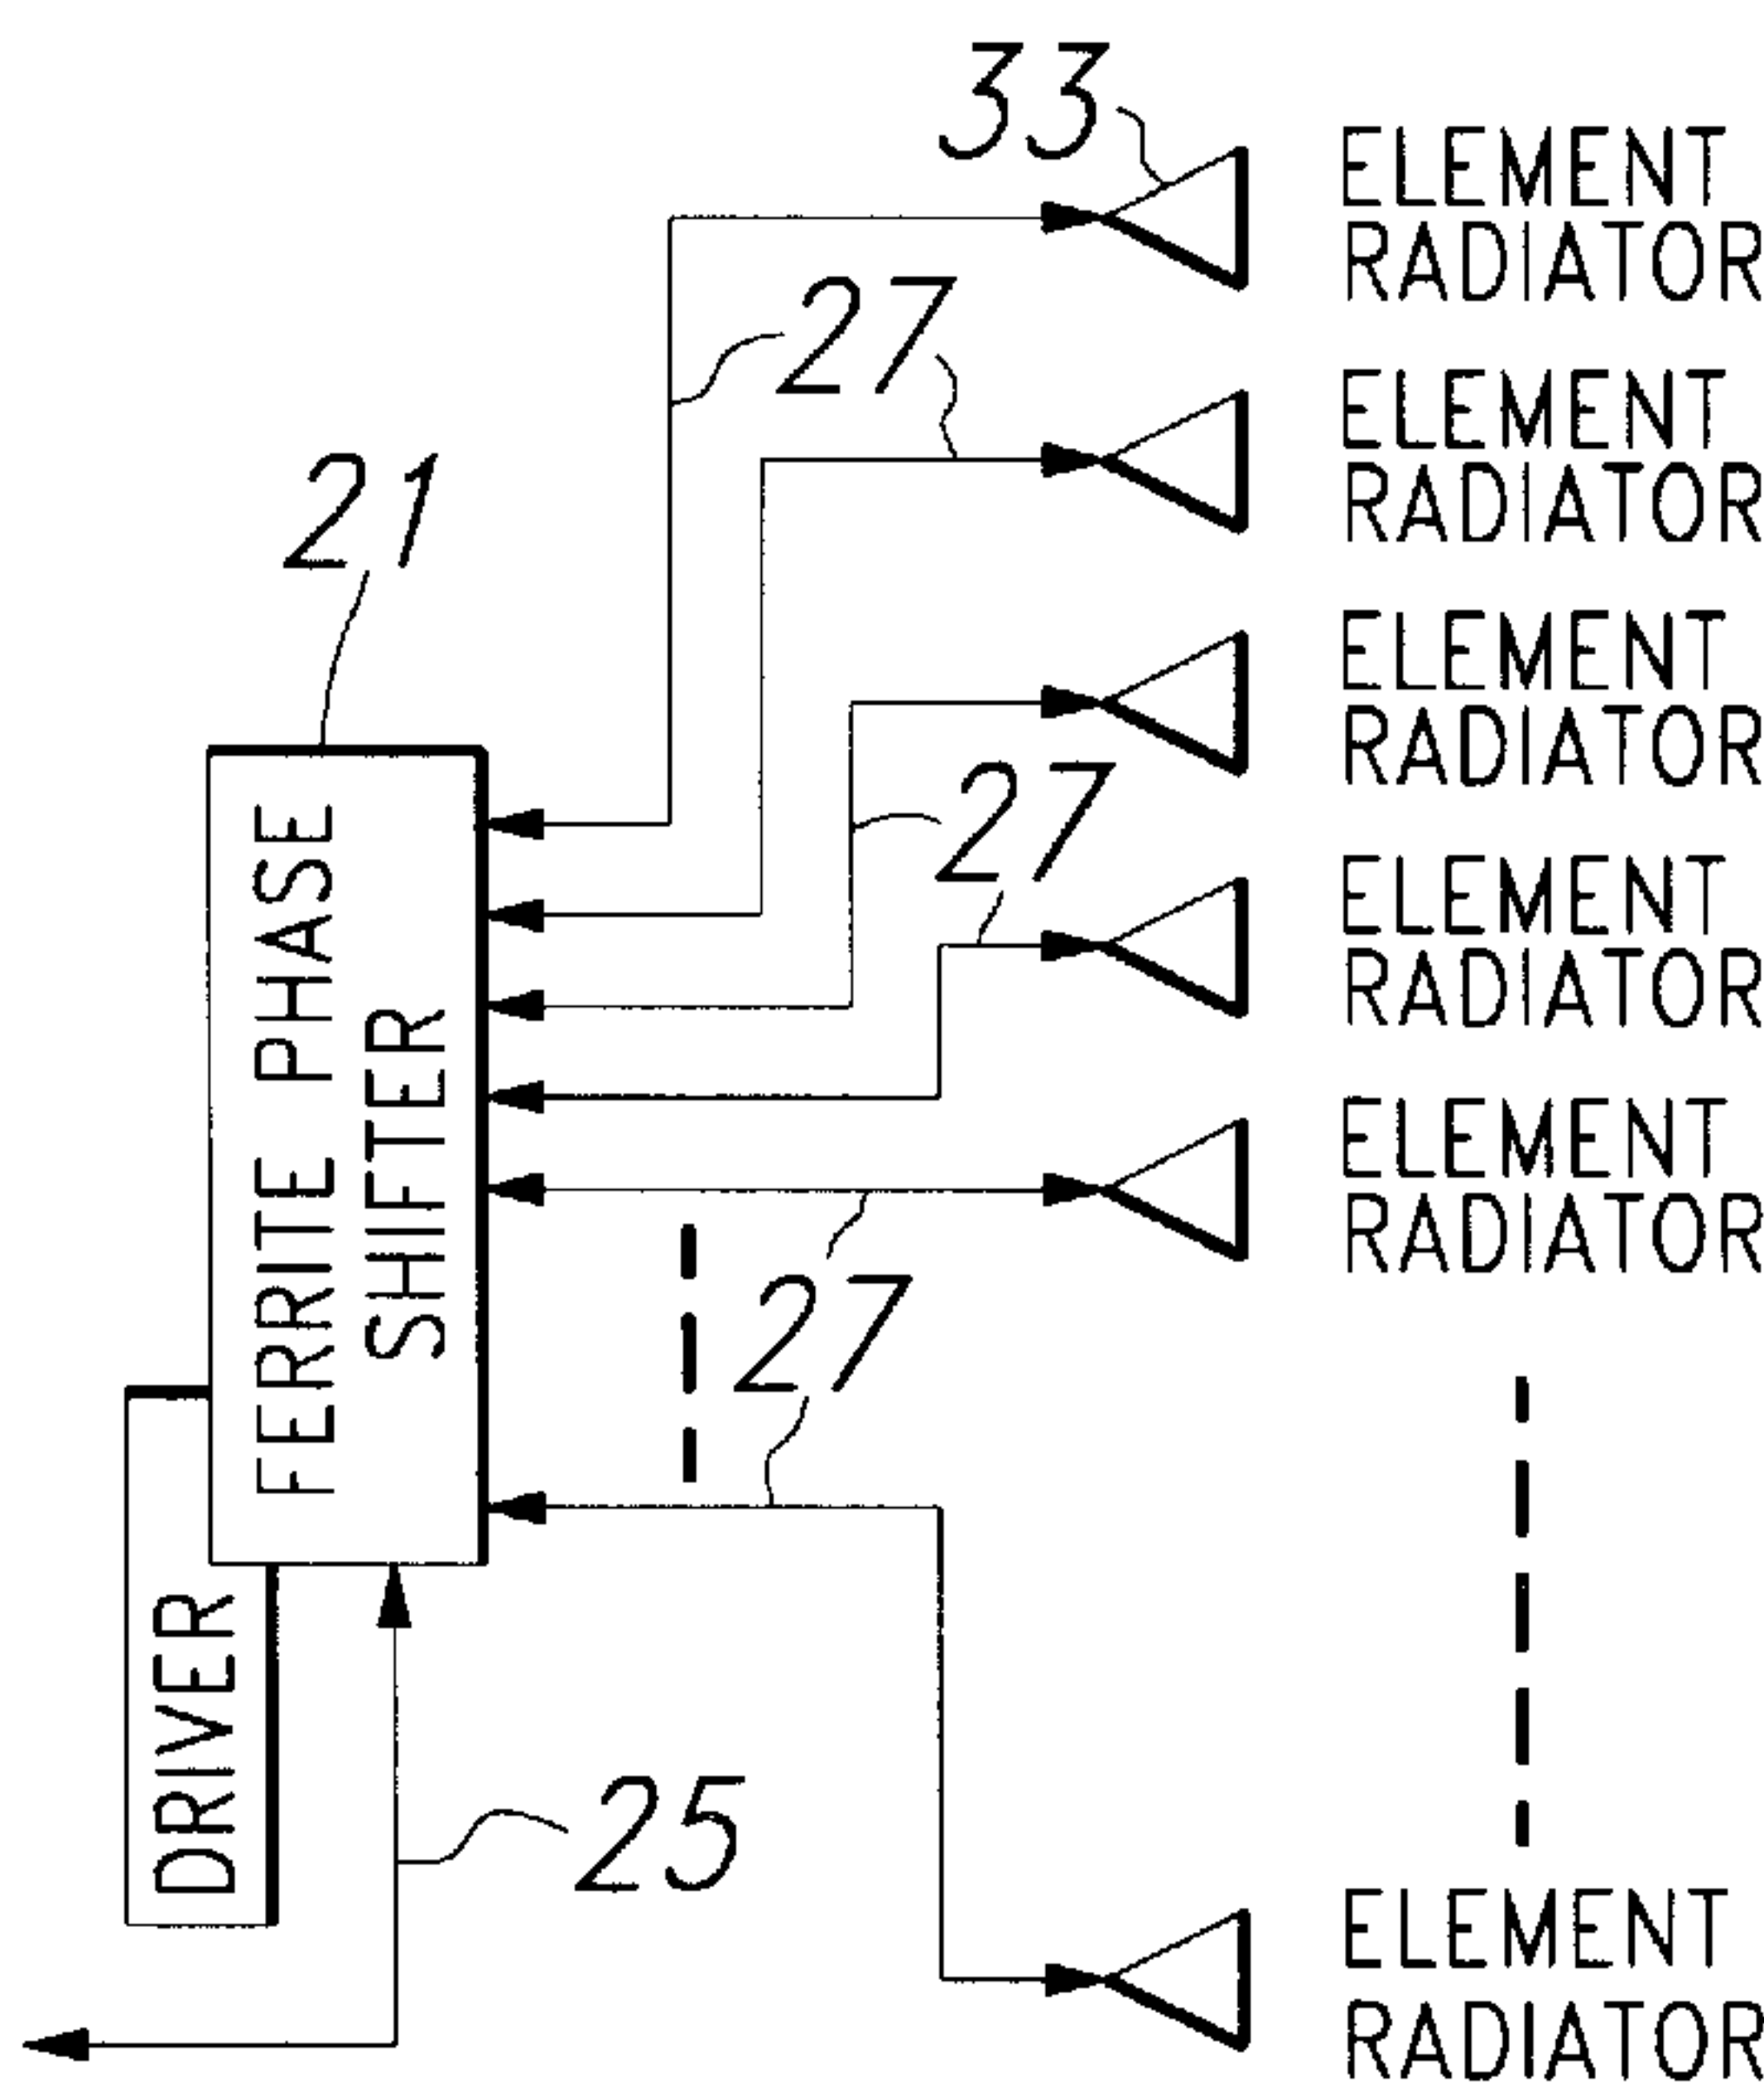 33
ELEMENT
RADIATOR
27
ELEMENT
RADIATOR
21
ELEMENT
RADIATOR
27
ELEMENT
RADIATOR
FERRITE PHASE
SHIFTER
ELEMENT
RADIATOR
27
DRIVER
25
ELEMENT
RADIATOR